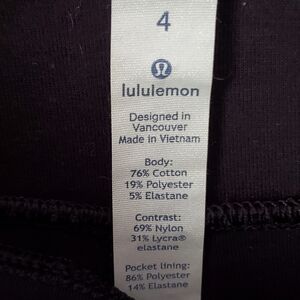 4
lululemon
Designed in
Vancouver
Made in Vietnam
Body:
76% Cotton
19% Polyester
5% Elastane
Contrast:
69% Nylon
31% Lycra®
elastane
Pocket lining:
86% Polyester
14% Elastane